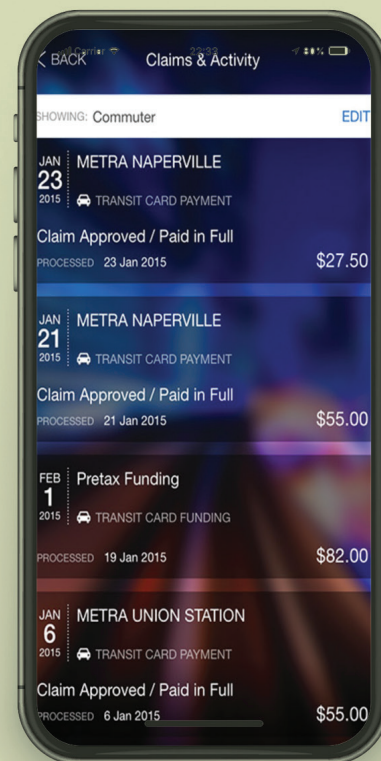 Carrier 22:33
BACK Claims & Activity
SHOWING: Commuter EDIT
JAN METRA NAPERVILLE
23
2015 TRANSIT CARD PAYMENT
Claim Approved / Paid in Full
PROCESSED 23 Jan 2015 $27.50
JAN METRA NAPERVILLE
21
2015 TRANSIT CARD PAYMENT
Claim Approved / Paid in Full
PROCESSED 21 Jan 2015 $55.00
FEB Pretax Funding
1
2015 TRANSIT CARD FUNDING
PROCESSED 19 Jan 2015 $82.00
JAN METRA UNION STATION
6
2015 TRANSIT CARD PAYMENT
Claim Approved / Paid in Full
PROCESSED 6 Jan 2015 $55.00